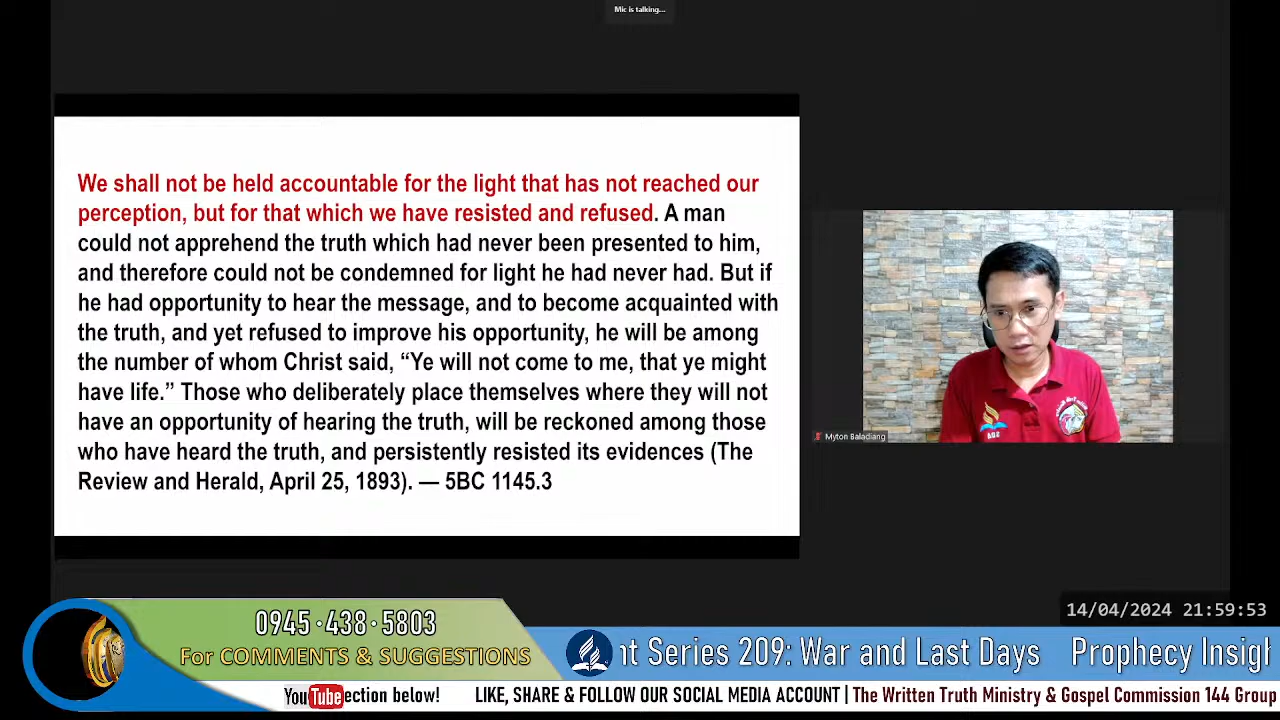 Mic is talking...
We shall not be held accountable for the light that has not reached our
perception, but for that which we have resisted and refused. A man
could not apprehend the truth which had never been presented to him,
and therefore could not be condemned for light he had never had. But if
he had opportunity to hear the message, and to become acquainted with
the truth, and yet refused to improve his opportunity, he will be among
the number of whom Christ said, “Ye will not come to me, that ye might
have life.” Those who deliberately place themselves where they will not
have an opportunity of hearing the truth, will be reckoned among those
who have heard the truth, and persistently resisted its evidences (The
Review and Herald, April 25, 1893). — 5BC 1145.3
Myton Baladiang
SDA
14/04/2024 21:59:53
0945·438·5803
For COMMENTS & SUGGESTIONS
nt Series 209: War and Last Days Prophecy Insigh
YouTube ection below! LIKE, SHARE & FOLLOW OUR SOCIAL MEDIA ACCOUNT | The Written Truth Ministry & Gospel Commission 144 Group